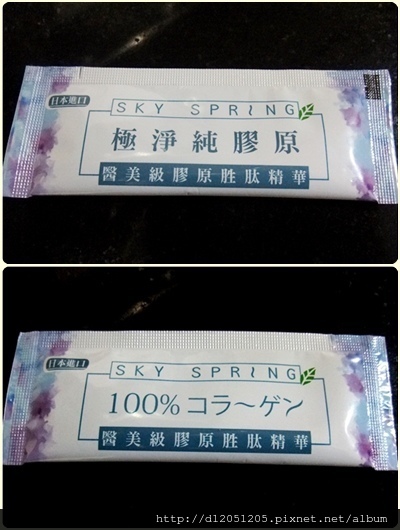 日本進口
SKY SPRING
極淨純膠原
醫美級膠原胜肽精華
日本進口
SKY SPRING
100% コラーゲン
醫美級膠原胜肽精華
http://d12051205.pixnet.net/album